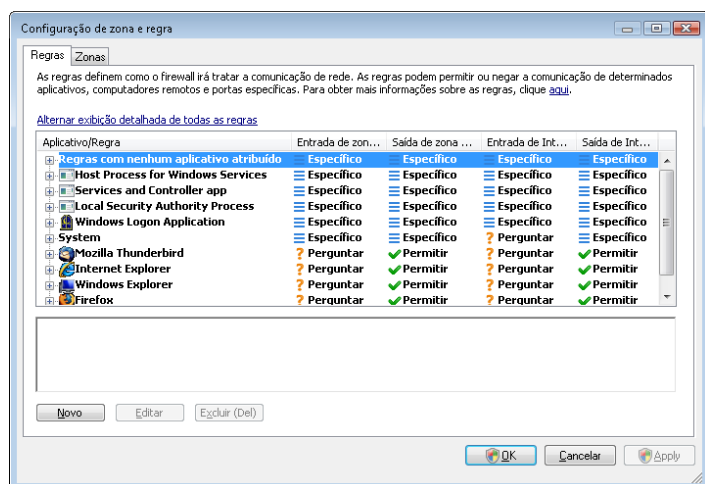 Configuração de zona e regra
Regras Zonas
As regras definem como o firewall irá tratar a comunicação de rede. As regras podem permitir ou negar a comunicação de determinados
aplicativos, computadores remotos e portas específicas. Para obter mais informações sobre as regras, clique aqui.
Alternar exibição detalhada de todas as regras
Aplicativo/Regra Entrada de zon... Saída de zona ... Entrada de Int... Saída de Int...
Regras com nenhum aplicativo atribuído Específico Específico Específico Específico
Host Process for Windows Services Específico Específico Específico Específico
Services and Controller app Específico Específico Específico Específico
Local Security Authority Process Específico Específico Específico Específico
Windows Logon Application Específico Específico Específico Específico
System Específico Específico ? Perguntar Específico
Mozilla Thunderbird ? Perguntar Permitir ? Perguntar Permitir
Internet Explorer ? Perguntar Permitir ? Perguntar Permitir
Windows Explorer ? Perguntar Permitir ? Perguntar Permitir
Firefox ? Perguntar Permitir ? Perguntar Permitir
Novo Editar Excluir (Del)
OK Cancelar Apply